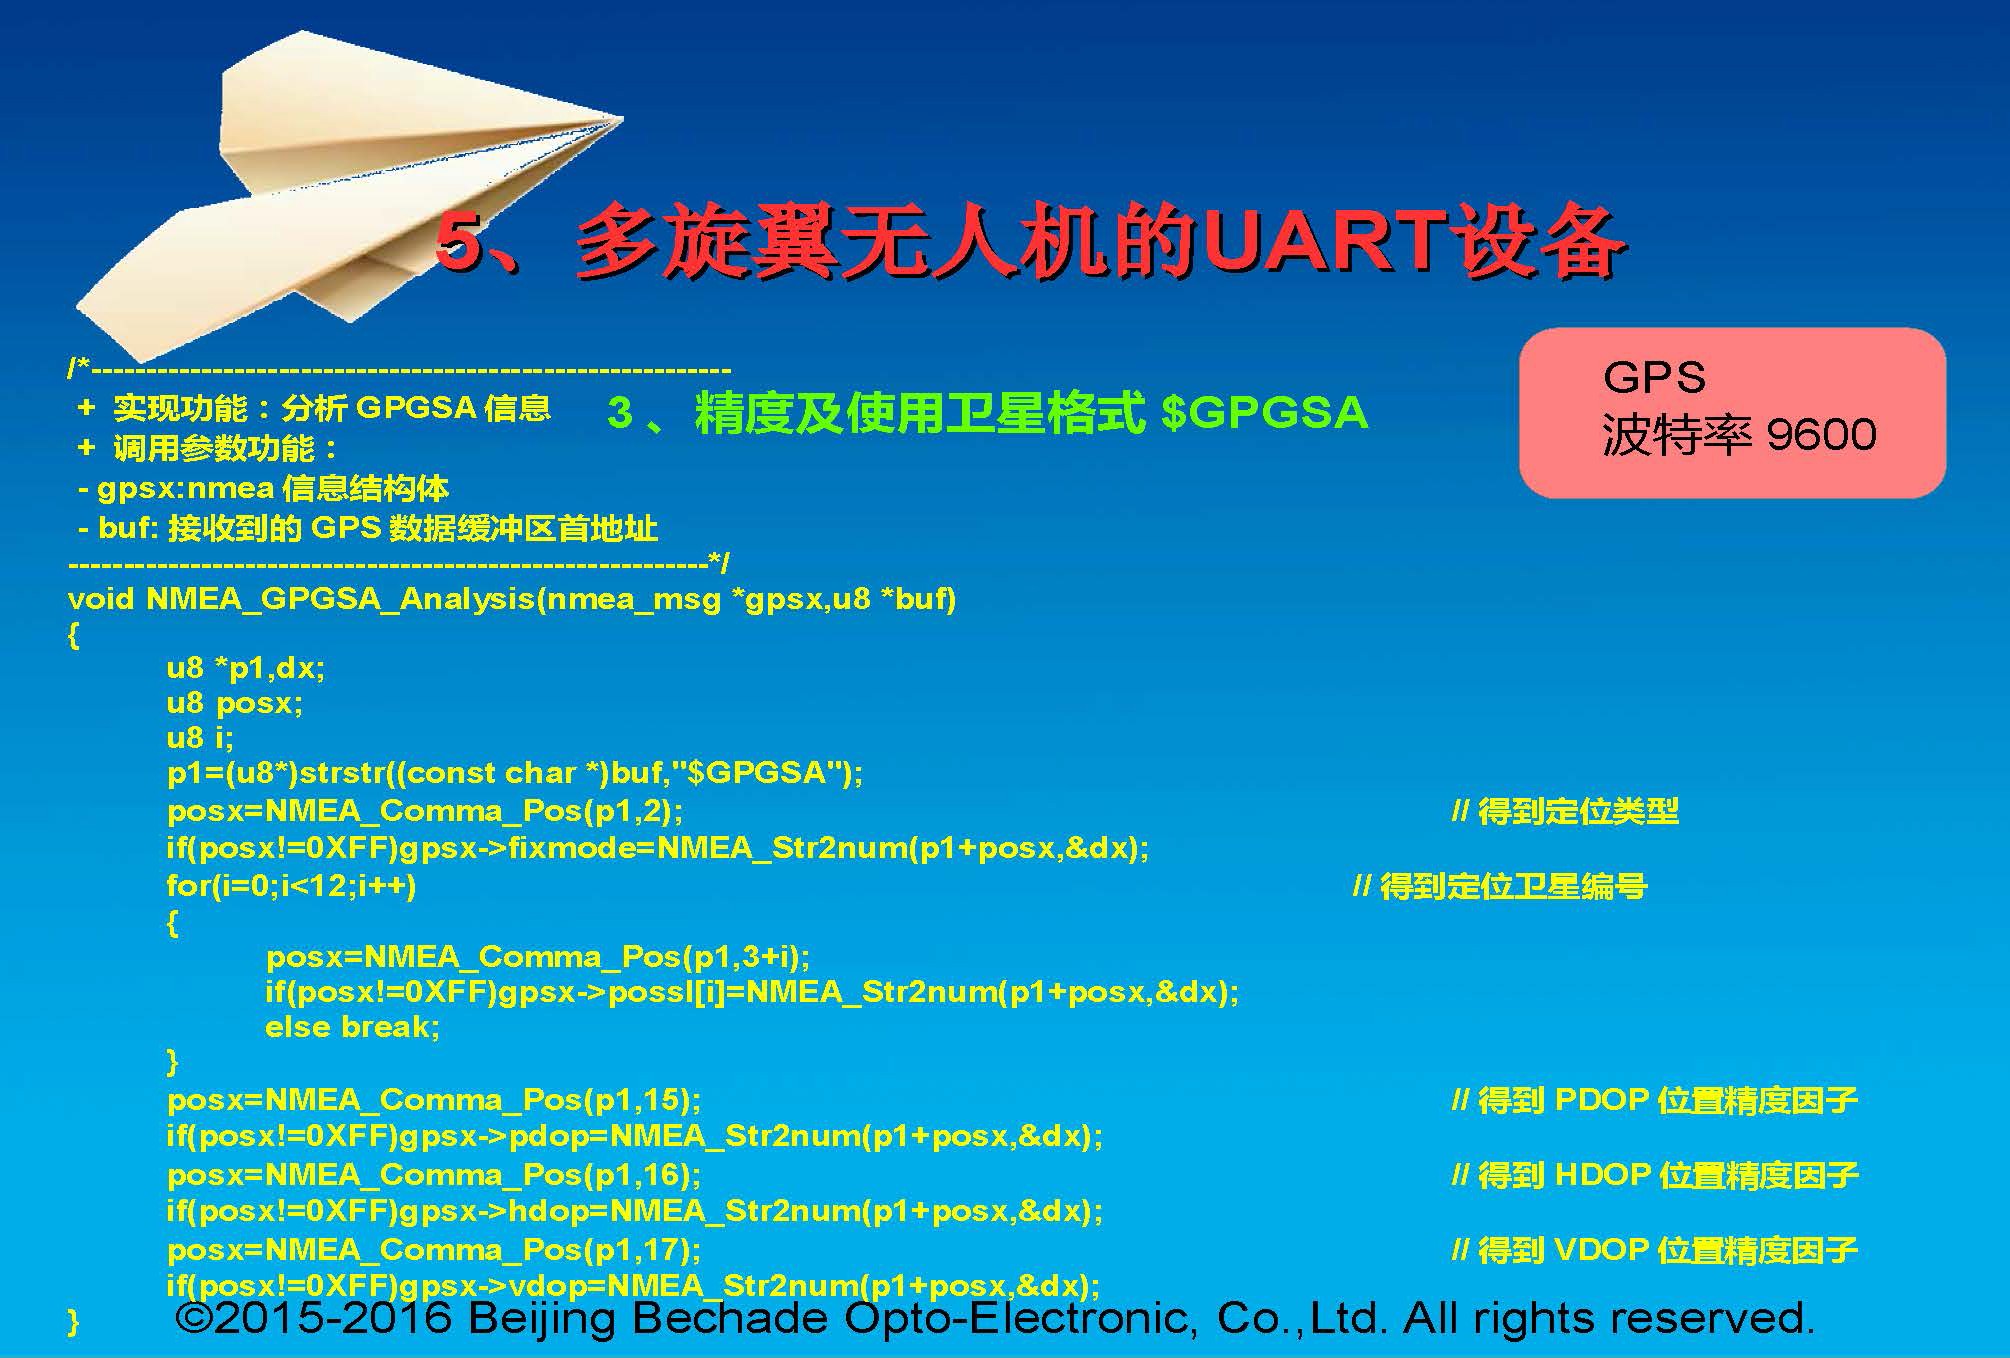 5、多旋翼无人机的UART设备
/*----------------------------------------------------------
+ 实现功能：分析 GPGSA 信息
3 、精度及使用卫星格式 $GPGSA
GPS
波特率 9600
+ 调用参数功能：
- gpsx:nmea 信息结构体
- buf: 接收到的 GPS 数据缓冲区首地址
----------------------------------------------------------*/
void NMEA_GPGSA_Analysis(nmea_msg *gpsx,u8 *buf)
{
u8 *p1,dx;
u8 posx;
u8 i;
p1=(u8*)strstr((const char *)buf,"$GPGSA");
posx=NMEA_Comma_Pos(p1,2); // 得到定位类型
if(posx!=0XFF)gpsx->fixmode=NMEA_Str2num(p1+posx,&dx);
for(i=0;i<12;i++) // 得到定位卫星编号
{
posx=NMEA_Comma_Pos(p1,3+i);
if(posx!=0XFF)gpsx->possl[i]=NMEA_Str2num(p1+posx,&dx);
else break;
}
posx=NMEA_Comma_Pos(p1,15); // 得到 PDOP 位置精度因子
if(posx!=0XFF)gpsx->pdop=NMEA_Str2num(p1+posx,&dx);
posx=NMEA_Comma_Pos(p1,16); // 得到 HDOP 位置精度因子
if(posx!=0XFF)gpsx->hdop=NMEA_Str2num(p1+posx,&dx);
posx=NMEA_Comma_Pos(p1,17); // 得到 VDOP 位置精度因子
if(posx!=0XFF)gpsx->vdop=NMEA_Str2num(p1+posx,&dx);
}
©2015-2016 Beijing Bechade Opto-Electronic, Co.,Ltd. All rights reserved.